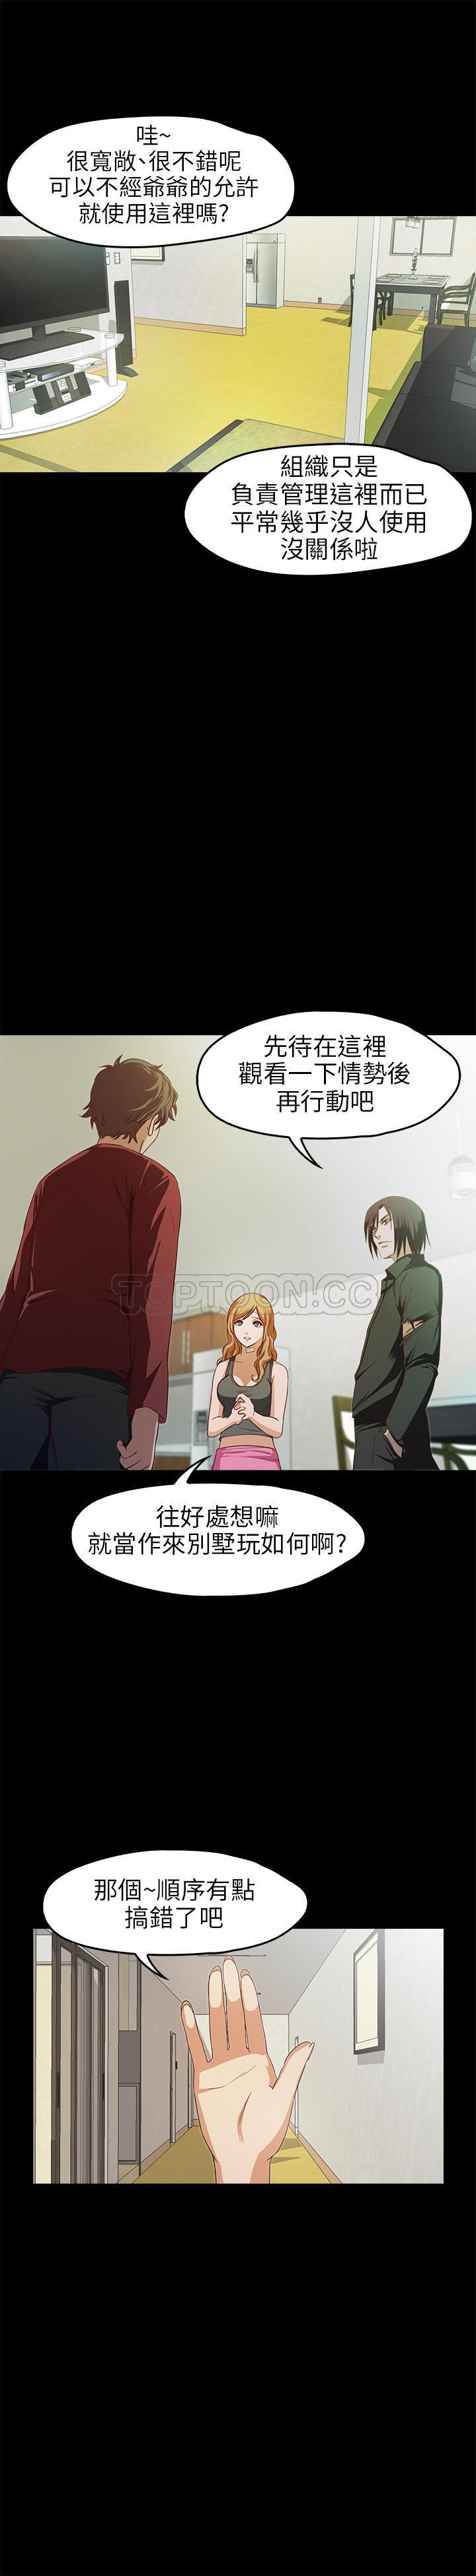 哇~
很寬敞、很不錯呢
可以不經爺爺的允許
就使用這裡嗎?
組織只是
負責管理這裡而已
平常幾乎沒人使用
沒關係啦
先待在這裡
觀看一下情勢後
再行動吧
TOPTOON.CC
往好處想嘛
就當作來別墅玩如何啊?
那個~順序有點
搞錯了吧